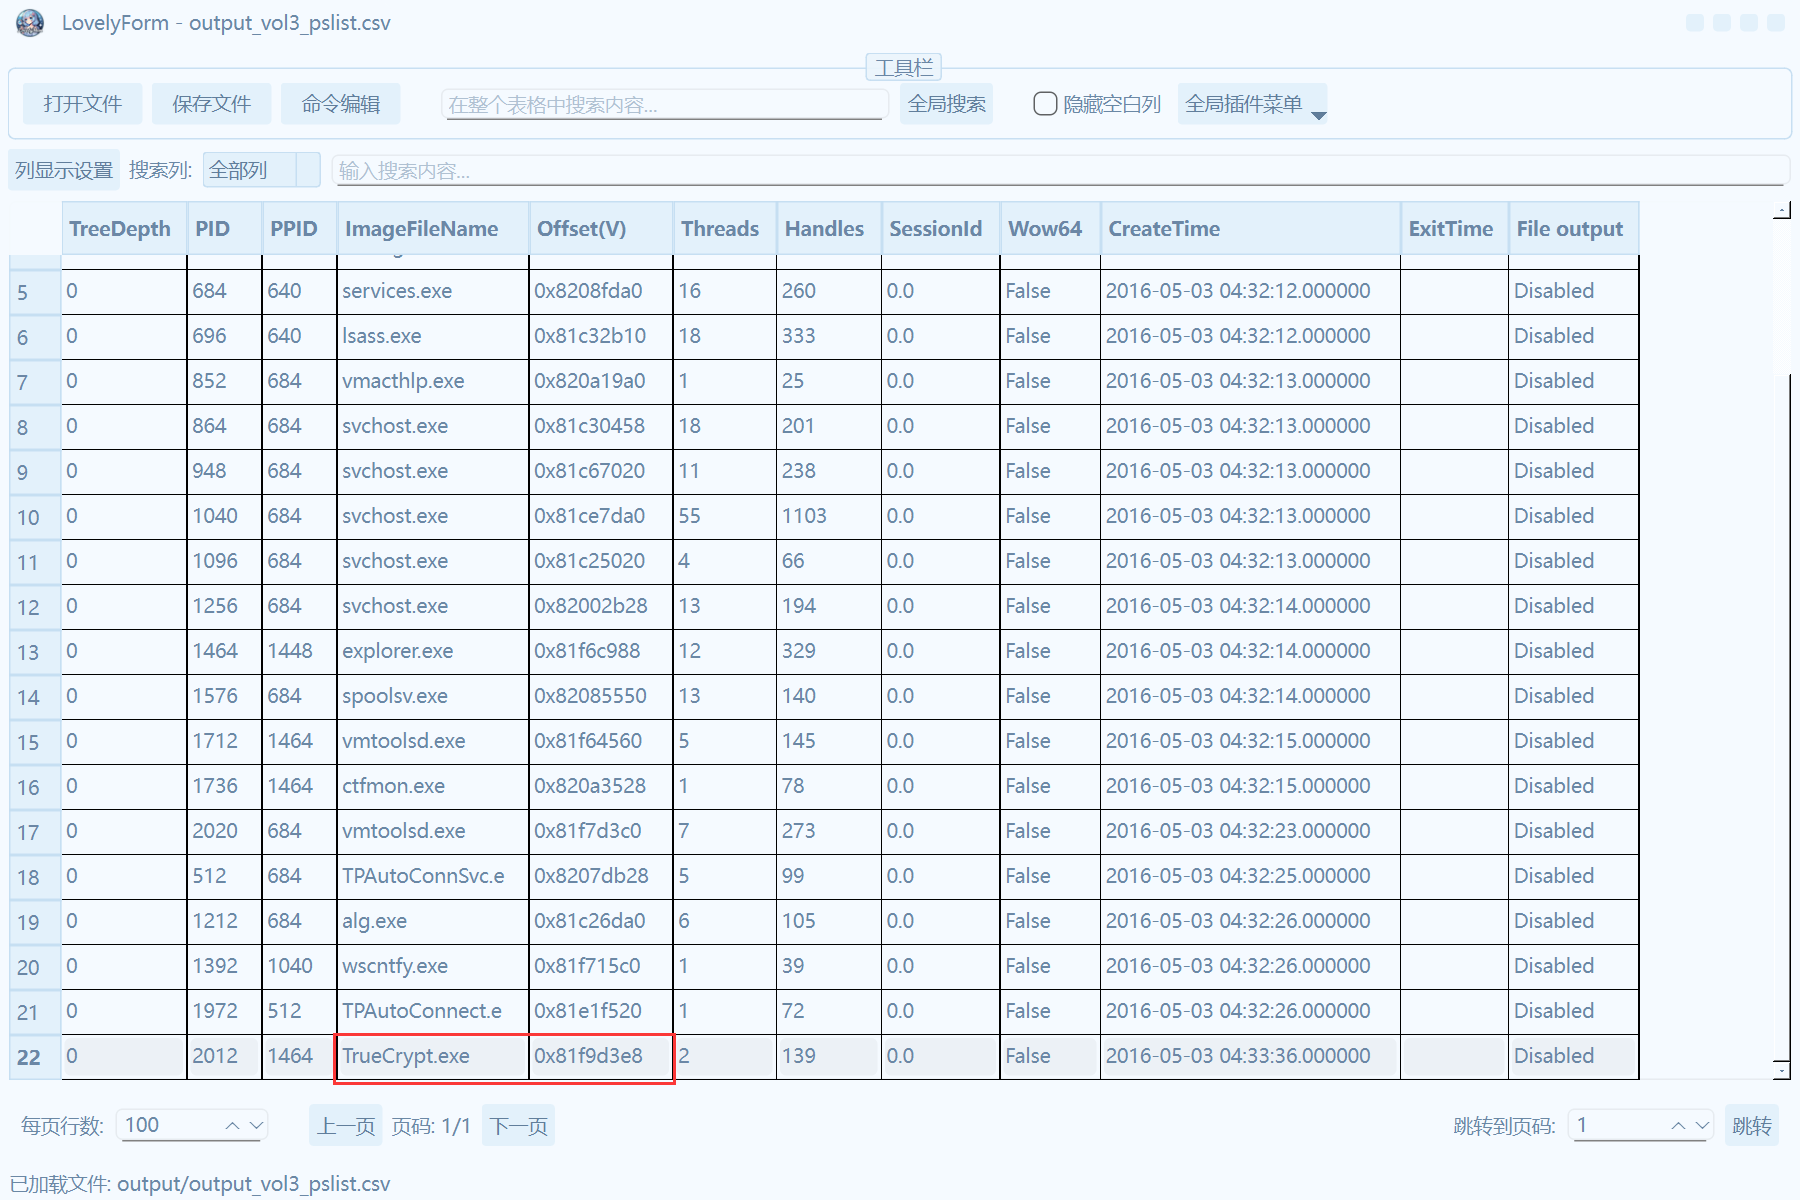 LovelyForm - output_vol3_pslist.csv
工具栏
打开文件 保存文件 命令编辑 在整个表格中搜索内容... 全局搜索 隐藏空白列 全局插件菜单
列显示设置 搜索列: 全部列 输入搜索内容...
TreeDepth PID PPID ImageFileName Offset(V) Threads Handles SessionId Wow64 CreateTime ExitTime File output
5 0 684 640 services.exe 0x8208fda0 16 260 0.0 False 2016-05-03 04:32:12.000000 Disabled
6 0 696 640 lsass.exe 0x81c32b10 18 333 0.0 False 2016-05-03 04:32:12.000000 Disabled
7 0 852 684 vmacthlp.exe 0x820a19a0 1 25 0.0 False 2016-05-03 04:32:13.000000 Disabled
8 0 864 684 svchost.exe 0x81c30458 18 201 0.0 False 2016-05-03 04:32:13.000000 Disabled
9 0 948 684 svchost.exe 0x81c67020 11 238 0.0 False 2016-05-03 04:32:13.000000 Disabled
10 0 1040 684 svchost.exe 0x81ce7da0 55 1103 0.0 False 2016-05-03 04:32:13.000000 Disabled
11 0 1096 684 svchost.exe 0x81c25020 4 66 0.0 False 2016-05-03 04:32:13.000000 Disabled
12 0 1256 684 svchost.exe 0x82002b28 13 194 0.0 False 2016-05-03 04:32:14.000000 Disabled
13 0 1464 1448 explorer.exe 0x81f6c988 12 329 0.0 False 2016-05-03 04:32:14.000000 Disabled
14 0 1576 684 spoolsv.exe 0x82085550 13 140 0.0 False 2016-05-03 04:32:14.000000 Disabled
15 0 1712 1464 vmtoolsd.exe 0x81f64560 5 145 0.0 False 2016-05-03 04:32:15.000000 Disabled
16 0 1736 1464 ctfmon.exe 0x820a3528 1 78 0.0 False 2016-05-03 04:32:15.000000 Disabled
17 0 2020 684 vmtoolsd.exe 0x81f7d3c0 7 273 0.0 False 2016-05-03 04:32:23.000000 Disabled
18 0 512 684 TPAutoConnSvc.e 0x8207db28 5 99 0.0 False 2016-05-03 04:32:25.000000 Disabled
19 0 1212 684 alg.exe 0x81c26da0 6 105 0.0 False 2016-05-03 04:32:26.000000 Disabled
20 0 1392 1040 wscntfy.exe 0x81f715c0 1 39 0.0 False 2016-05-03 04:32:26.000000 Disabled
21 0 1972 512 TPAutoConnect.e 0x81e1f520 1 72 0.0 False 2016-05-03 04:32:26.000000 Disabled
22 0 2012 1464 TrueCrypt.exe 0x81f9d3e8 2 139 0.0 False 2016-05-03 04:33:36.000000 Disabled
每页行数: 100 上一页 页码: 1/1 下一页 跳转到页码: 1 跳转
已加载文件: output/output_vol3_pslist.csv